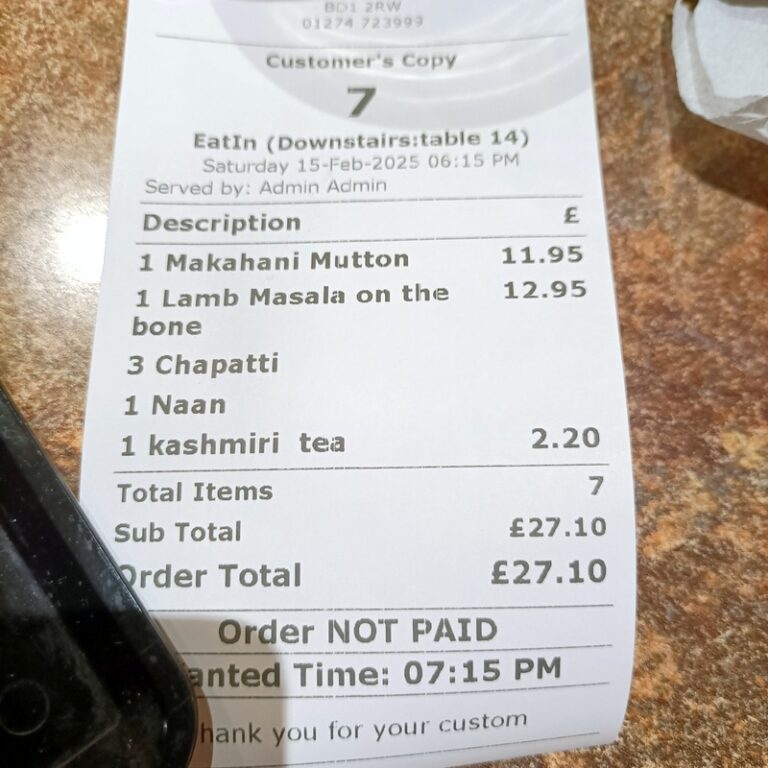 BD1 2RW
01274 723999
Customer's Copy
7
EatIn (Downstairs:table 14)
Saturday 15-Feb-2025 06:15 PM
Served by: Admin Admin
Description £
1 Makahani Mutton 11.95
1 Lamb Masala on the 12.95
bone
3 Chapatti
1 Naan
1 kashmiri tea 2.20
Total Items 7
Sub Total £27.10
Order Total £27.10
Order NOT PAID
anted Time: 07:15 PM
hank you for your custom